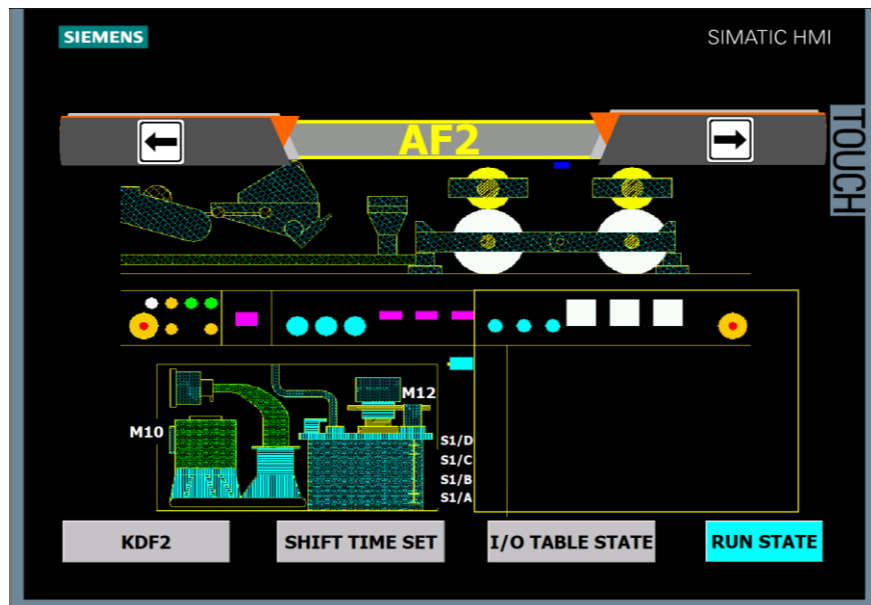 SIEMENS
SIMATIC HMI
TOUCH
AF2
M12
M10
S1/D
S1/C
S1/B
S1/A
KDF2
SHIFT TIME SET
I/O TABLE STATE
RUN STATE